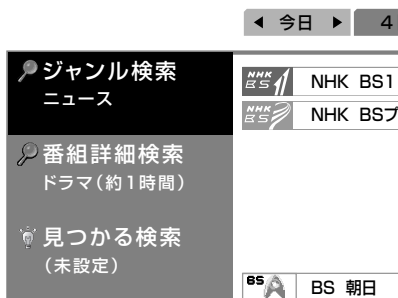 ◀ 今日 ▶ 4
ジャンル検索
ニュース
番組詳細検索
ドラマ(約1時間)
見つかる検索
(未設定)
NHK BS 1 NHK BS1
NHK BS NHK BSプ
BS BS 朝日